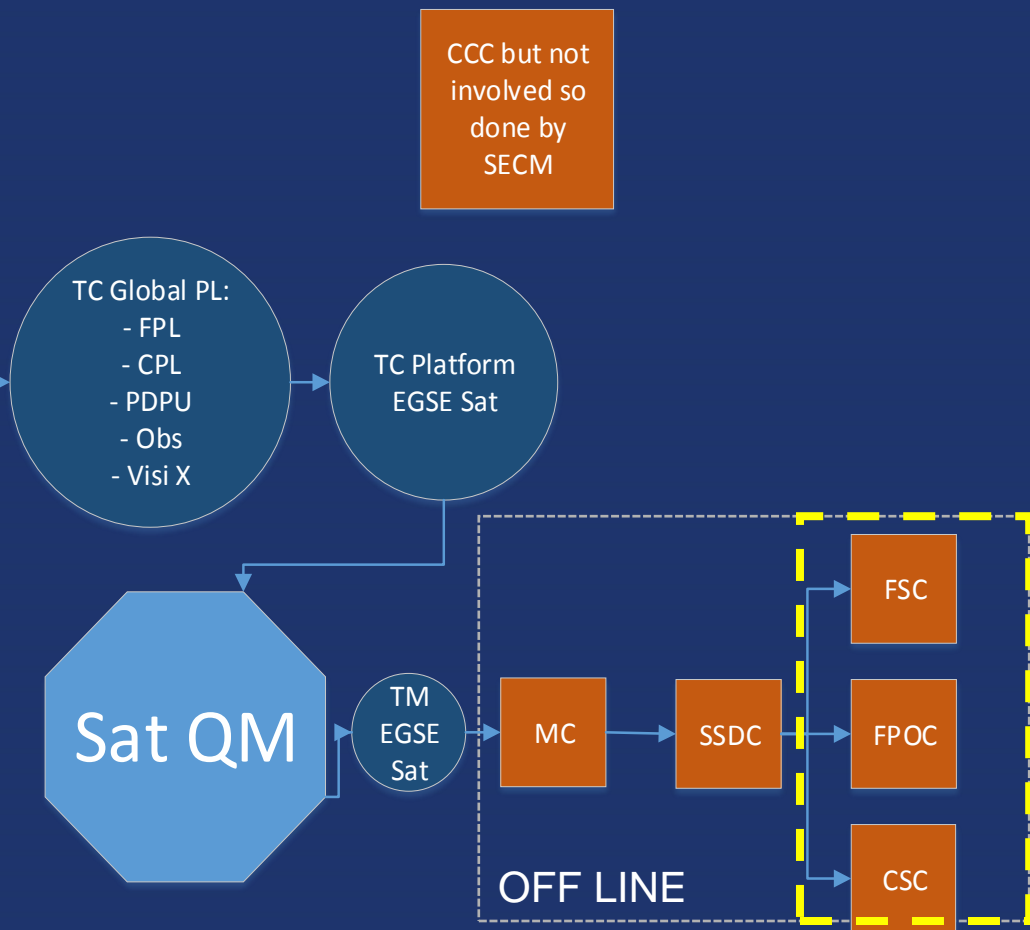 CCC but not
involved so
done by
SECM
TC Global PL:
- FPL
- CPL
- PDPU
- Obs
- Visi X
TC Platform
EGSE Sat
Sat QM
TM
EGSE
Sat
MC
SSDC
FSC
FPOC
CSC
OFF LINE